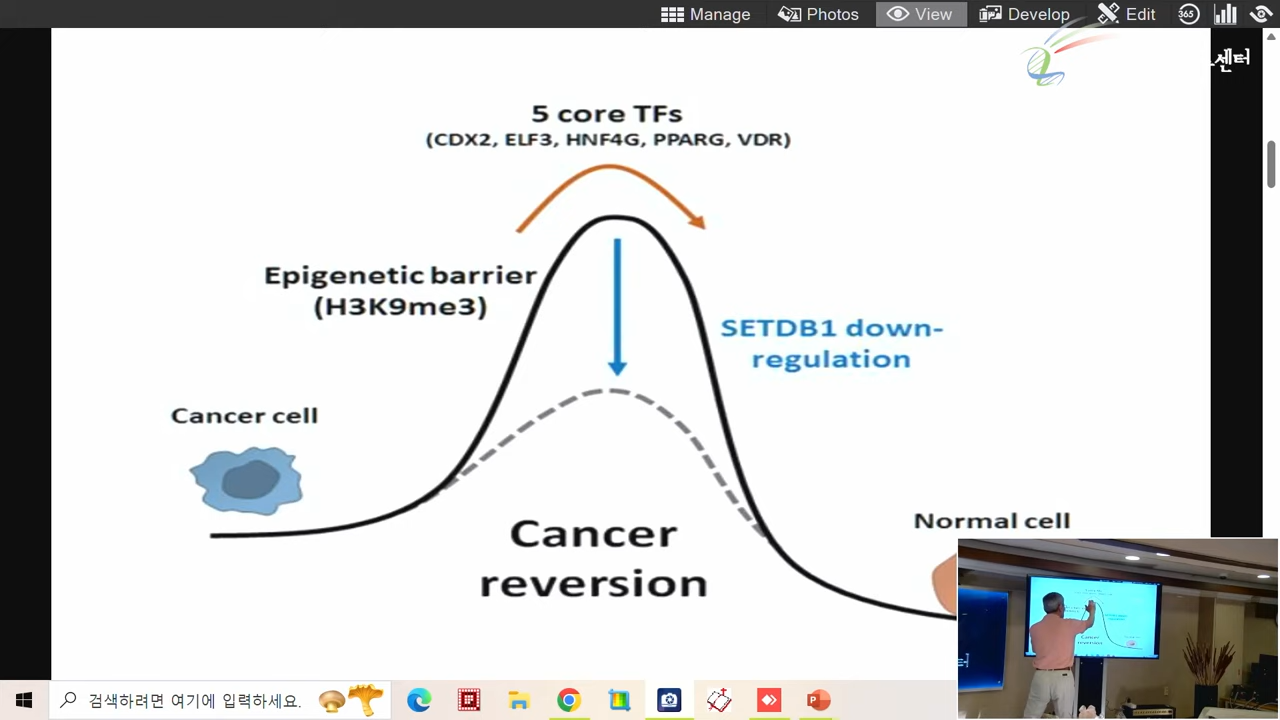 Manage
Photos
View
Develop
Edit
365
센터
5 core TFs
(CDX2, ELF3, HNF4G, PPARG, VDR)
Epigenetic barrier
(H3K9me3)
SETDB1 down-
regulation
Cancer cell
Cancer
reversion
Normal cell
검색하려면 여기에 입력하세요.